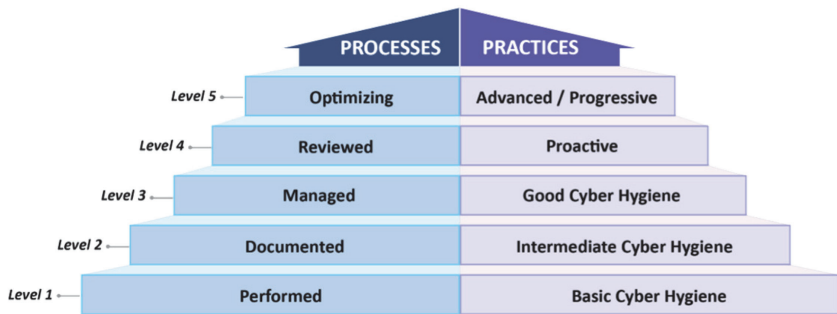 PROCESSES PRACTICES
Level 5 Optimizing Advanced / Progressive
Level 4 Reviewed Proactive
Level 3 Managed Good Cyber Hygiene
Level 2 Documented Intermediate Cyber Hygiene
Level 1 Performed Basic Cyber Hygiene